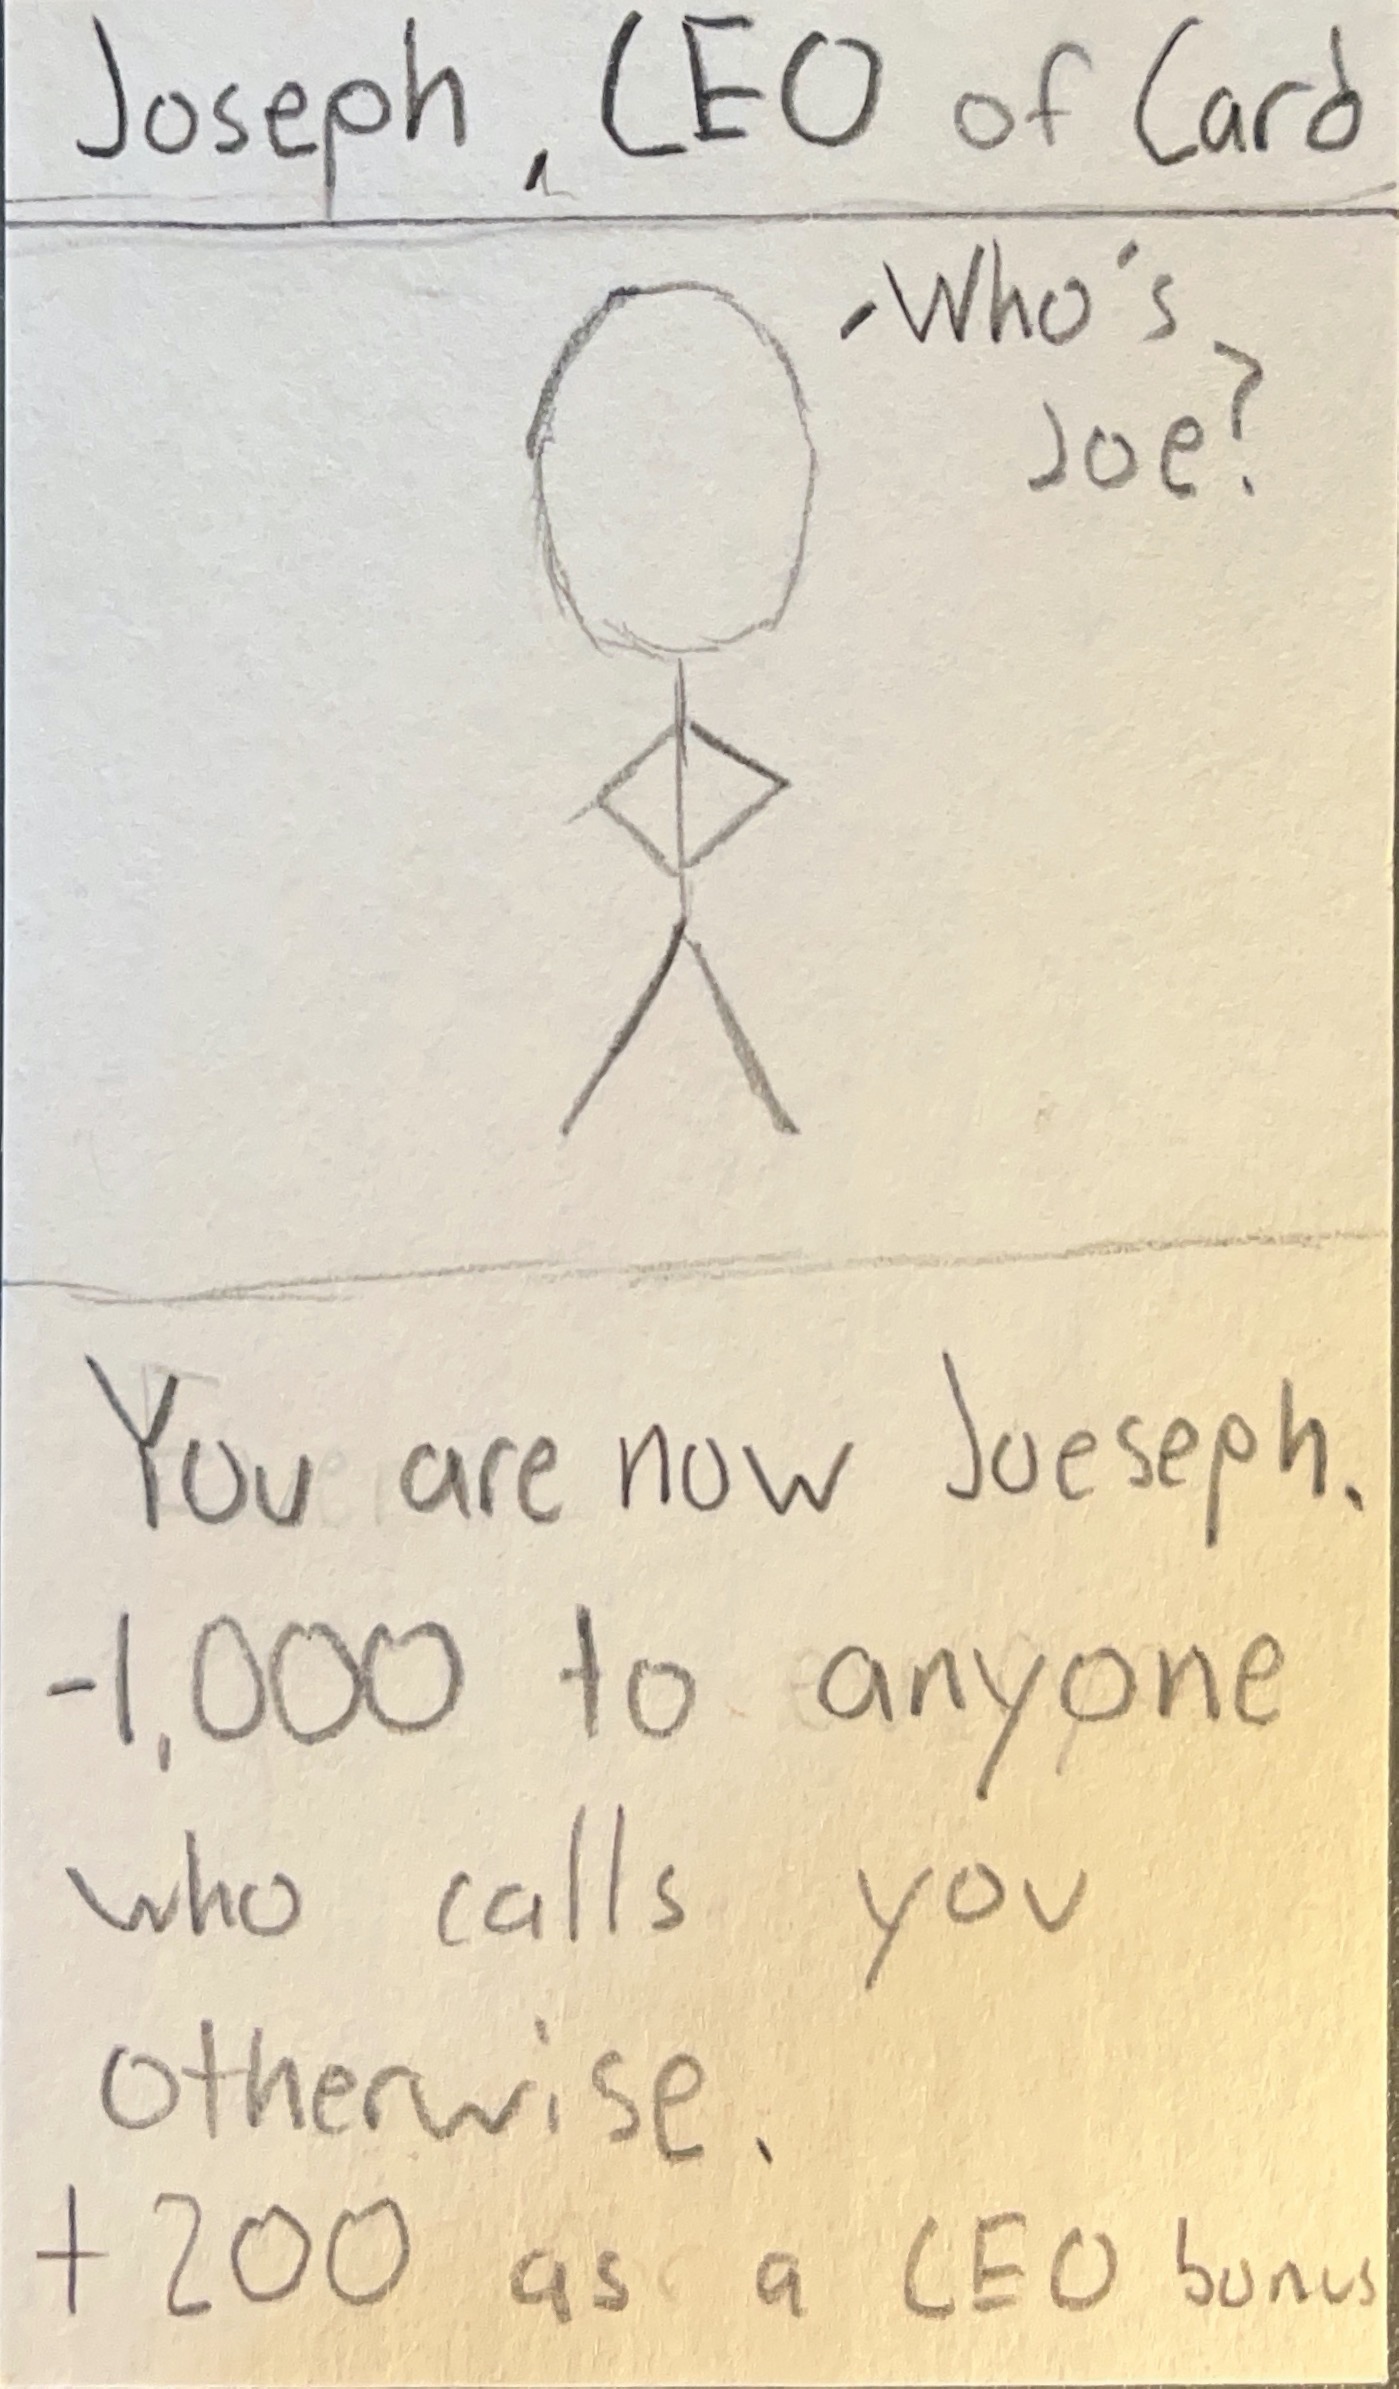 Joseph, CEO of Card
-Who's
Joe?
You are now Joeseph.
-1,000 to anyone
who calls you
otherwise.
+200 as a CEO bonus